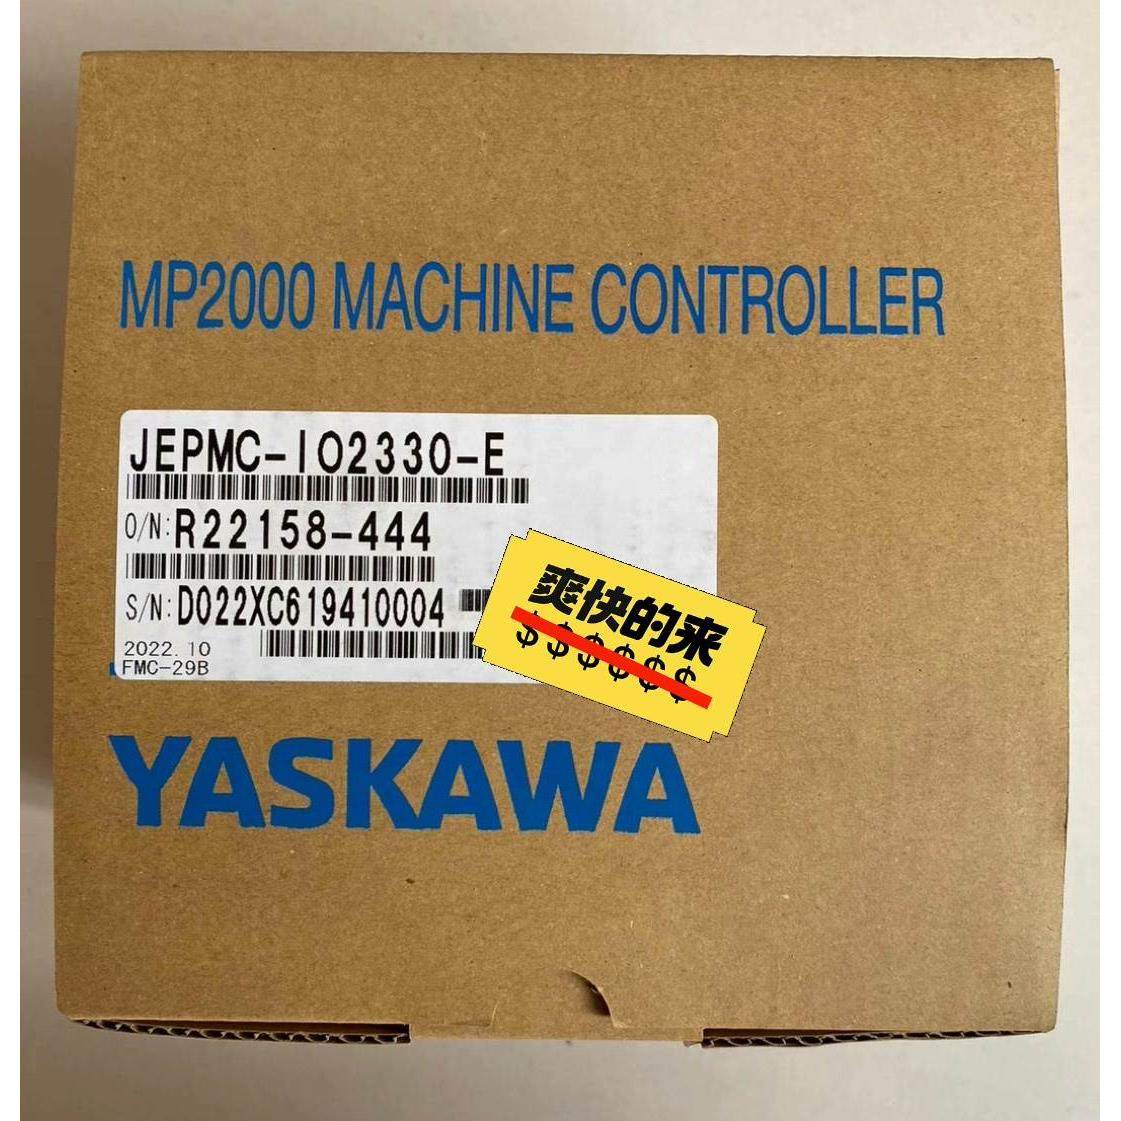 MP2000 MACHINE CONTROLLER
JEPMC-IO2330-E
O/N:R22158-444
S/N:D022XC619410004
2022.10
FMC-29B
爽快的来
$$$$$$
YASKAWA